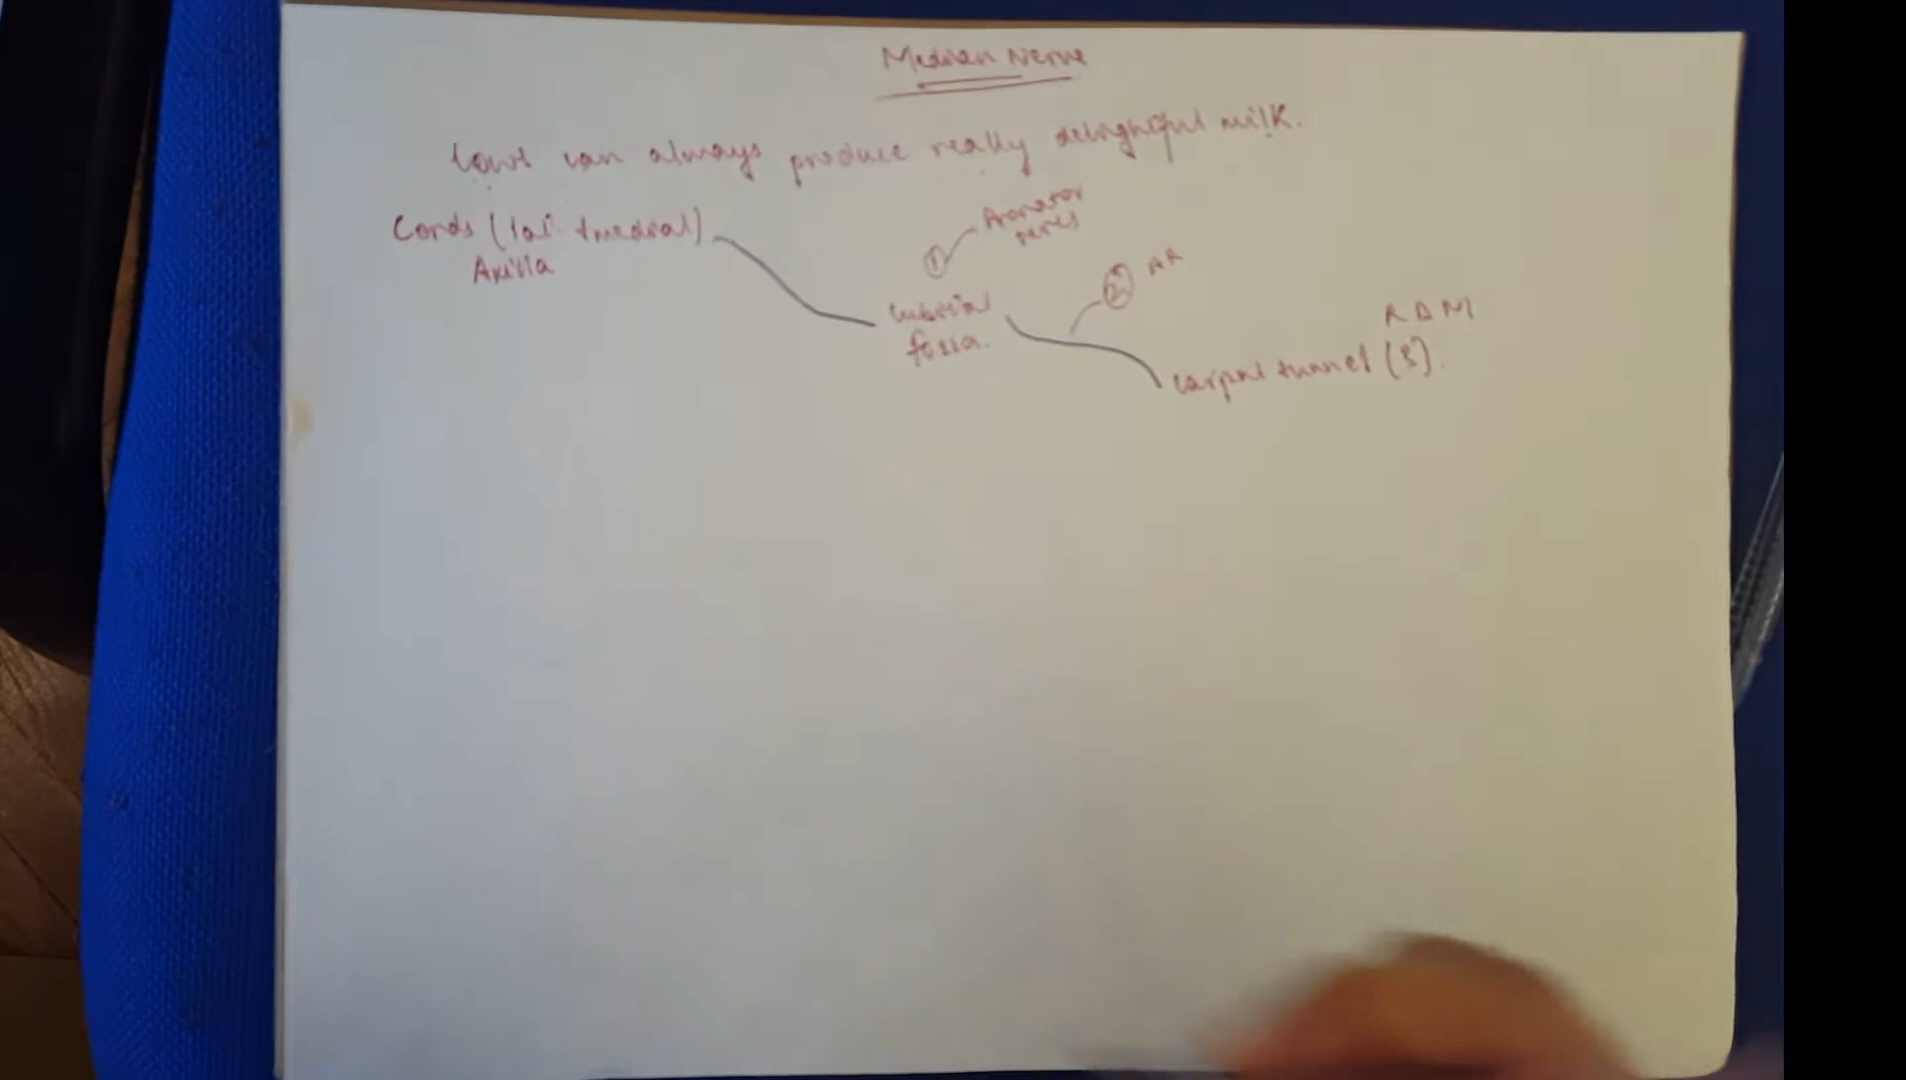 Median Nerve
Cows can always produce really delightful milk.
Cords (lat. + medial)
Axilla
① Pronator
teres
Cubital
fossa.
②
R D M
carpal tunnel (8).